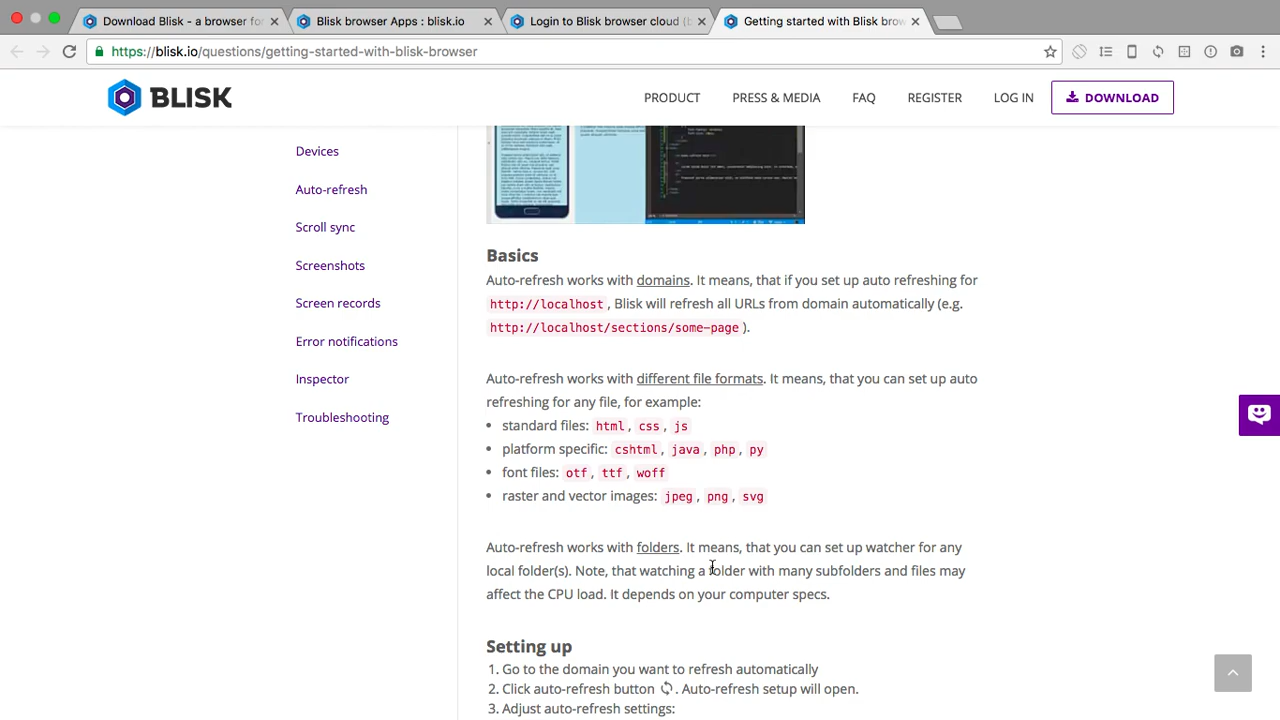 Download Blisk - a browser for
Blisk browser Apps : blisk.io
Login to Blisk browser cloud (b
Getting started with Blisk brow
https://blisk.io/questions/getting-started-with-blisk-browser
BLISK
PRODUCT
PRESS & MEDIA
FAQ
REGISTER
LOG IN
DOWNLOAD
Devices
Auto-refresh
Scroll sync
Screenshots
Screen records
Error notifications
Inspector
Troubleshooting
Basics
Auto-refresh works with domains. It means, that if you set up auto refreshing for
http://localhost , Blisk will refresh all URLs from domain automatically (e.g.
http://localhost/sections/some-page ).
Auto-refresh works with different file formats. It means, that you can set up auto
refreshing for any file, for example:
• standard files: html , css , js
• platform specific: cshtml , java , php , py
• font files: otf , ttf , woff
• raster and vector images: jpeg , png , svg
Auto-refresh works with folders. It means, that you can set up watcher for any
local folder(s). Note, that watching a folder with many subfolders and files may
affect the CPU load. It depends on your computer specs.
Setting up
1. Go to the domain you want to refresh automatically
2. Click auto-refresh button . Auto-refresh setup will open.
3. Adjust auto-refresh settings: